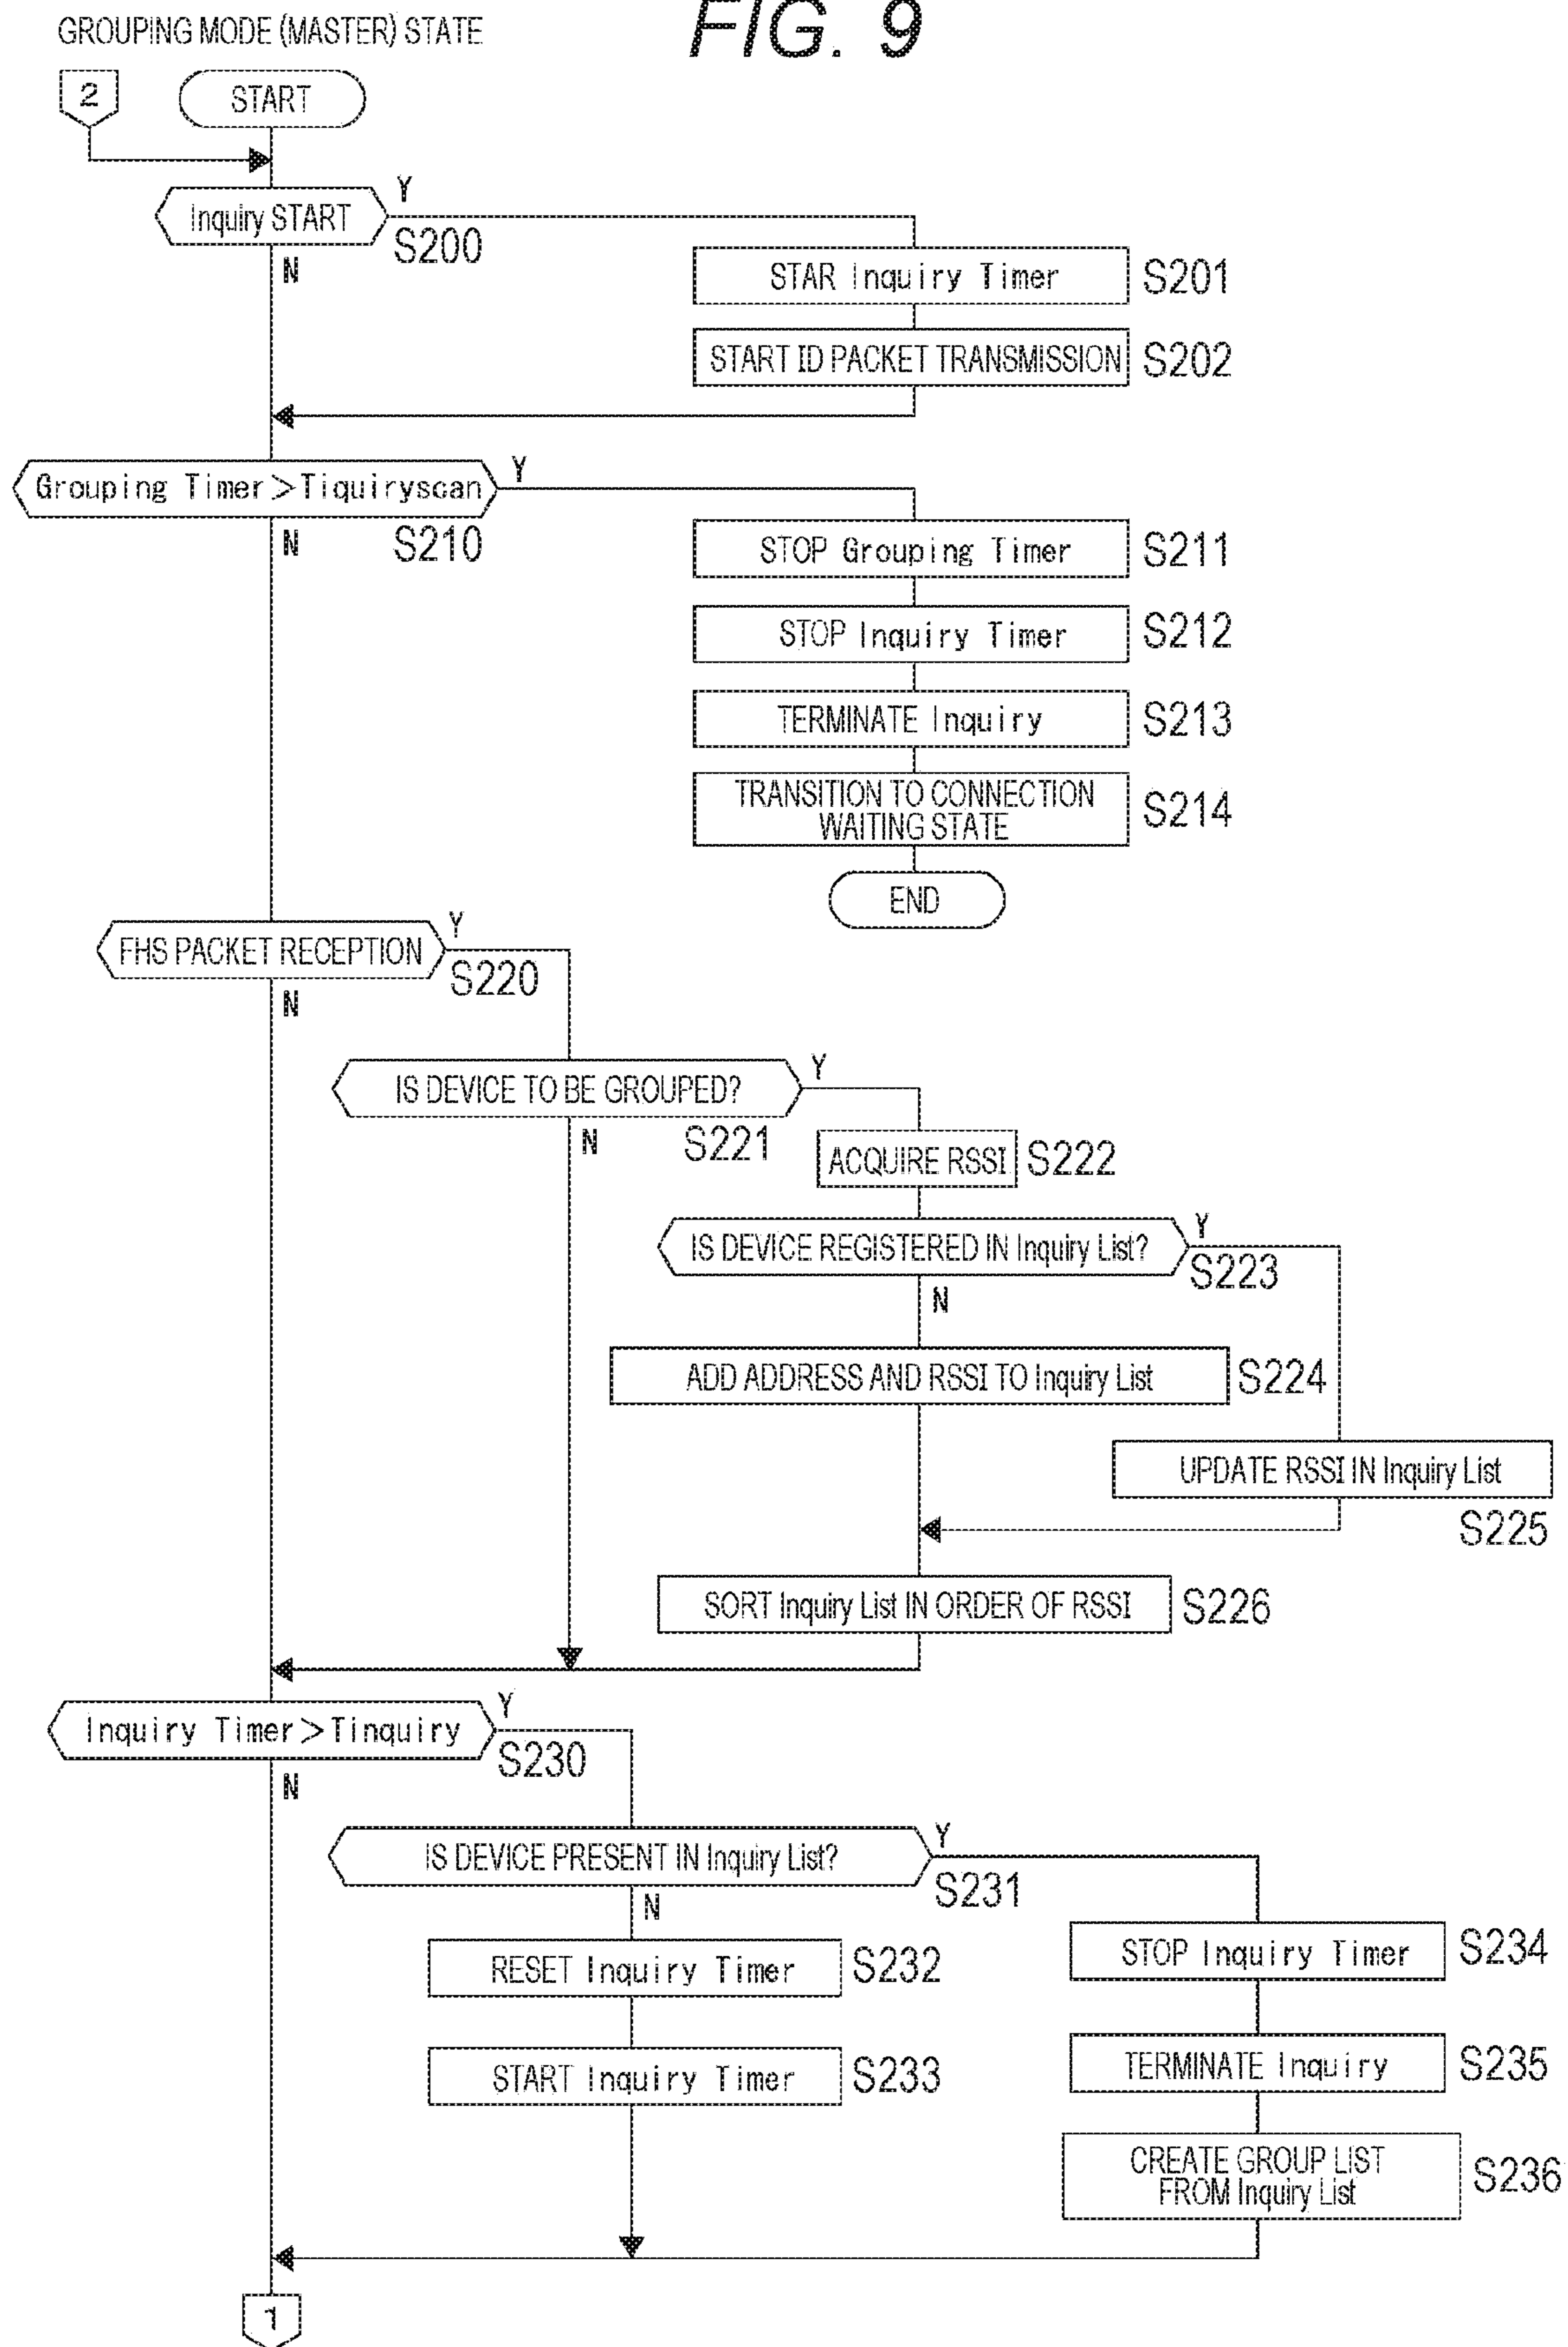 FIG. 9
GROUPING MODE (MASTER) STATE
2
START
Inquiry START
Y
S200
N
STAR Inquiry Timer
S201
START ID PACKET TRANSMISSION
S202
Grouping Timer>Tiquiryscan
Y
S210
N
STOP Grouping Timer
S211
STOP Inquiry Timer
S212
TERMINATE Inquiry
S213
TRANSITION TO CONNECTION
WAITING STATE
S214
END
FHS PACKET RECEPTION
Y
S220
N
IS DEVICE TO BE GROUPED?
Y
S221
N
ACQUIRE RSSI
S222
IS DEVICE REGISTERED IN Inquiry List?
Y
S223
N
ADD ADDRESS AND RSSI TO Inquiry List
S224
UPDATE RSSI IN Inquiry List
S225
SORT Inquiry List IN ORDER OF RSSI
S226
Inquiry Timer>Tinquiry
Y
S230
N
IS DEVICE PRESENT IN Inquiry List?
Y
S231
N
RESET Inquiry Timer
S232
START Inquiry Timer
S233
STOP Inquiry Timer
S234
TERMINATE Inquiry
S235
CREATE GROUP LIST
FROM Inquiry List
S236
1